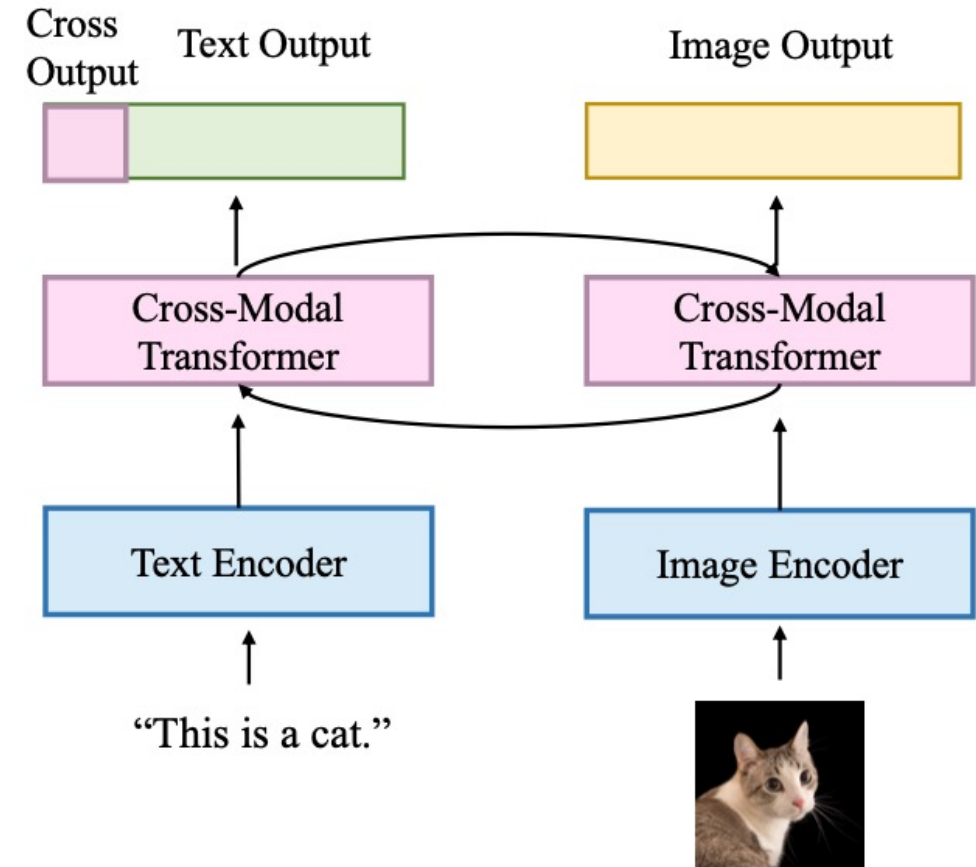 Cross
Output
Text Output
Image Output
Cross-Modal
Transformer
Cross-Modal
Transformer
Text Encoder
Image Encoder
“This is a cat.”